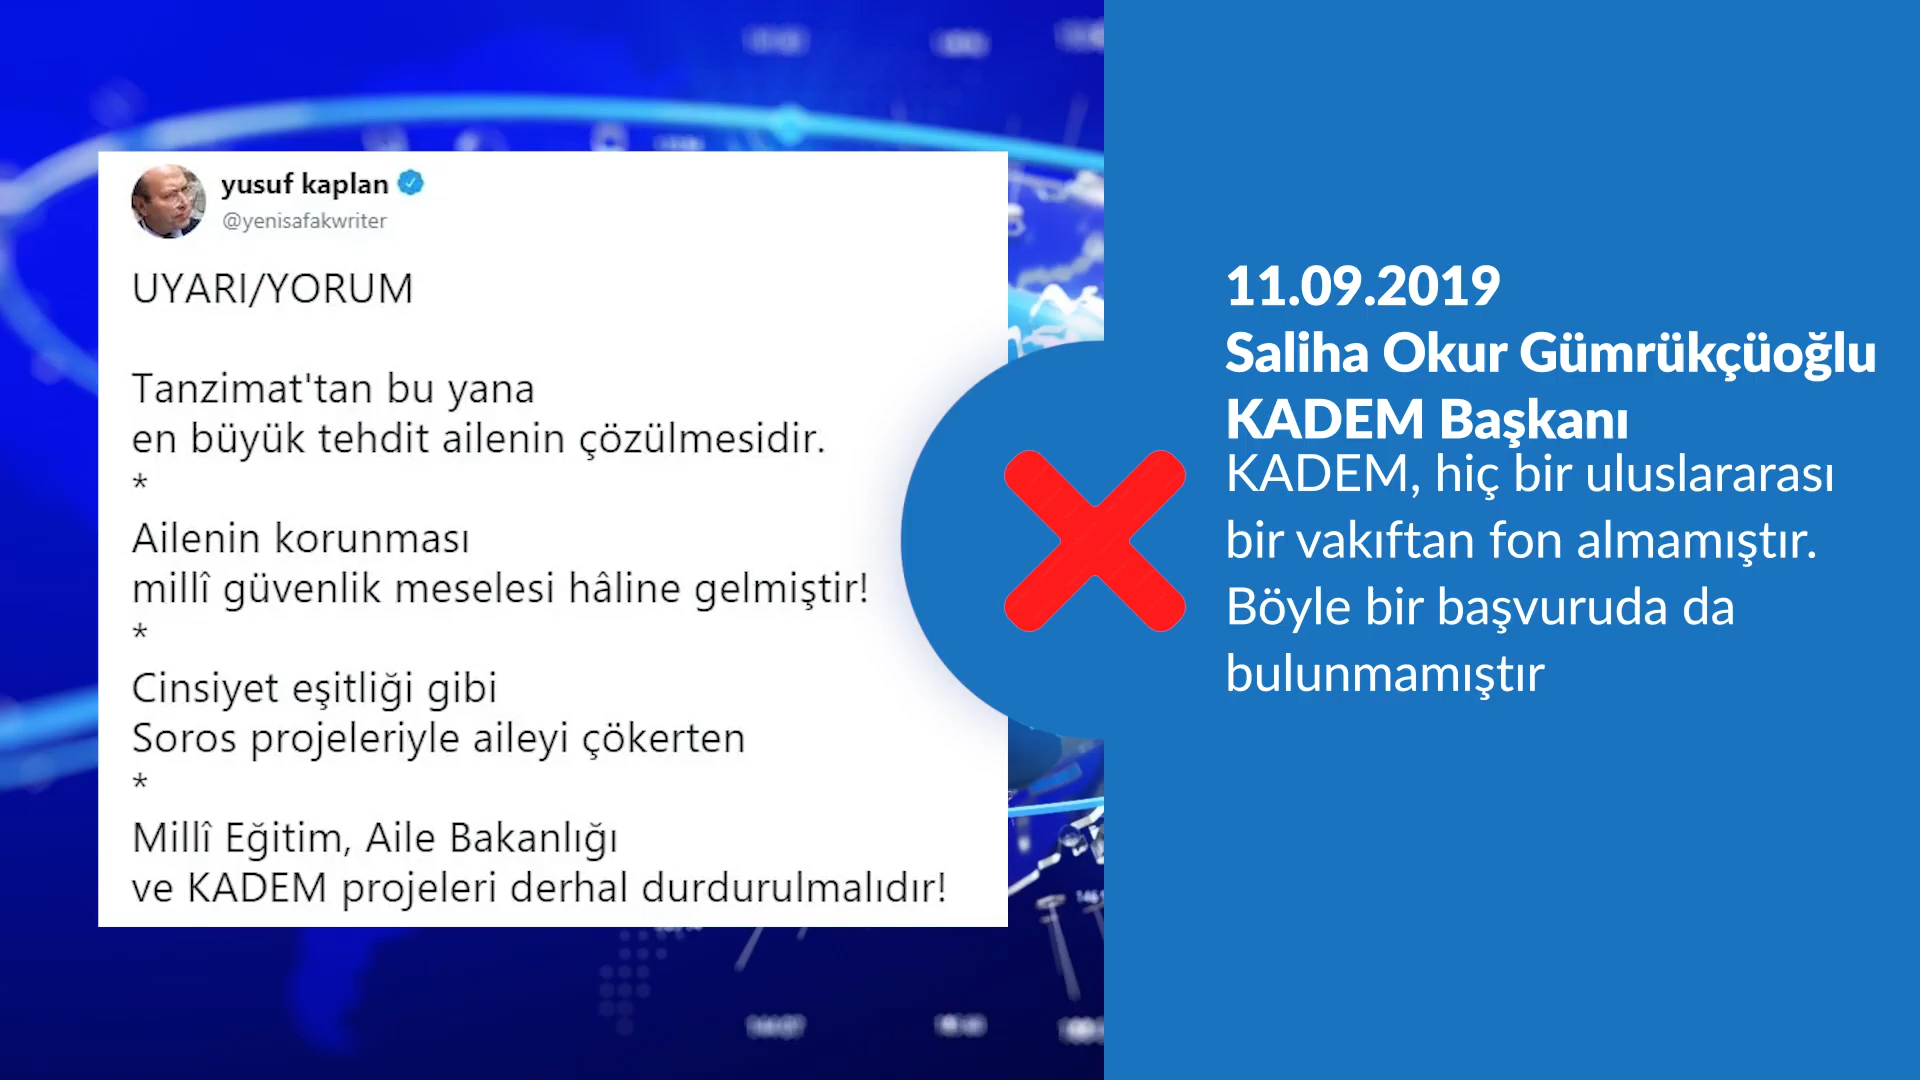 yusuf kaplan
@yenisafakwriter
UYARI/YORUM
Tanzimat'tan bu yana
en büyük tehdit ailenin çözülmesidir.
*
Ailenin korunması
millî güvenlik meselesi hâline gelmiştir!
*
Cinsiyet eşitliği gibi
Soros projeleriyle aileyi çökerten
*
Millî Eğitim, Aile Bakanlığı
ve KADEM projeleri derhal durdurulmalıdır!
11.09.2019
Saliha Okur Gümrükçüoğlu
KADEM Başkanı
KADEM, hiç bir uluslararası
bir vakıftan fon almamıştır.
Böyle bir başvuruda da
bulunmamıştır